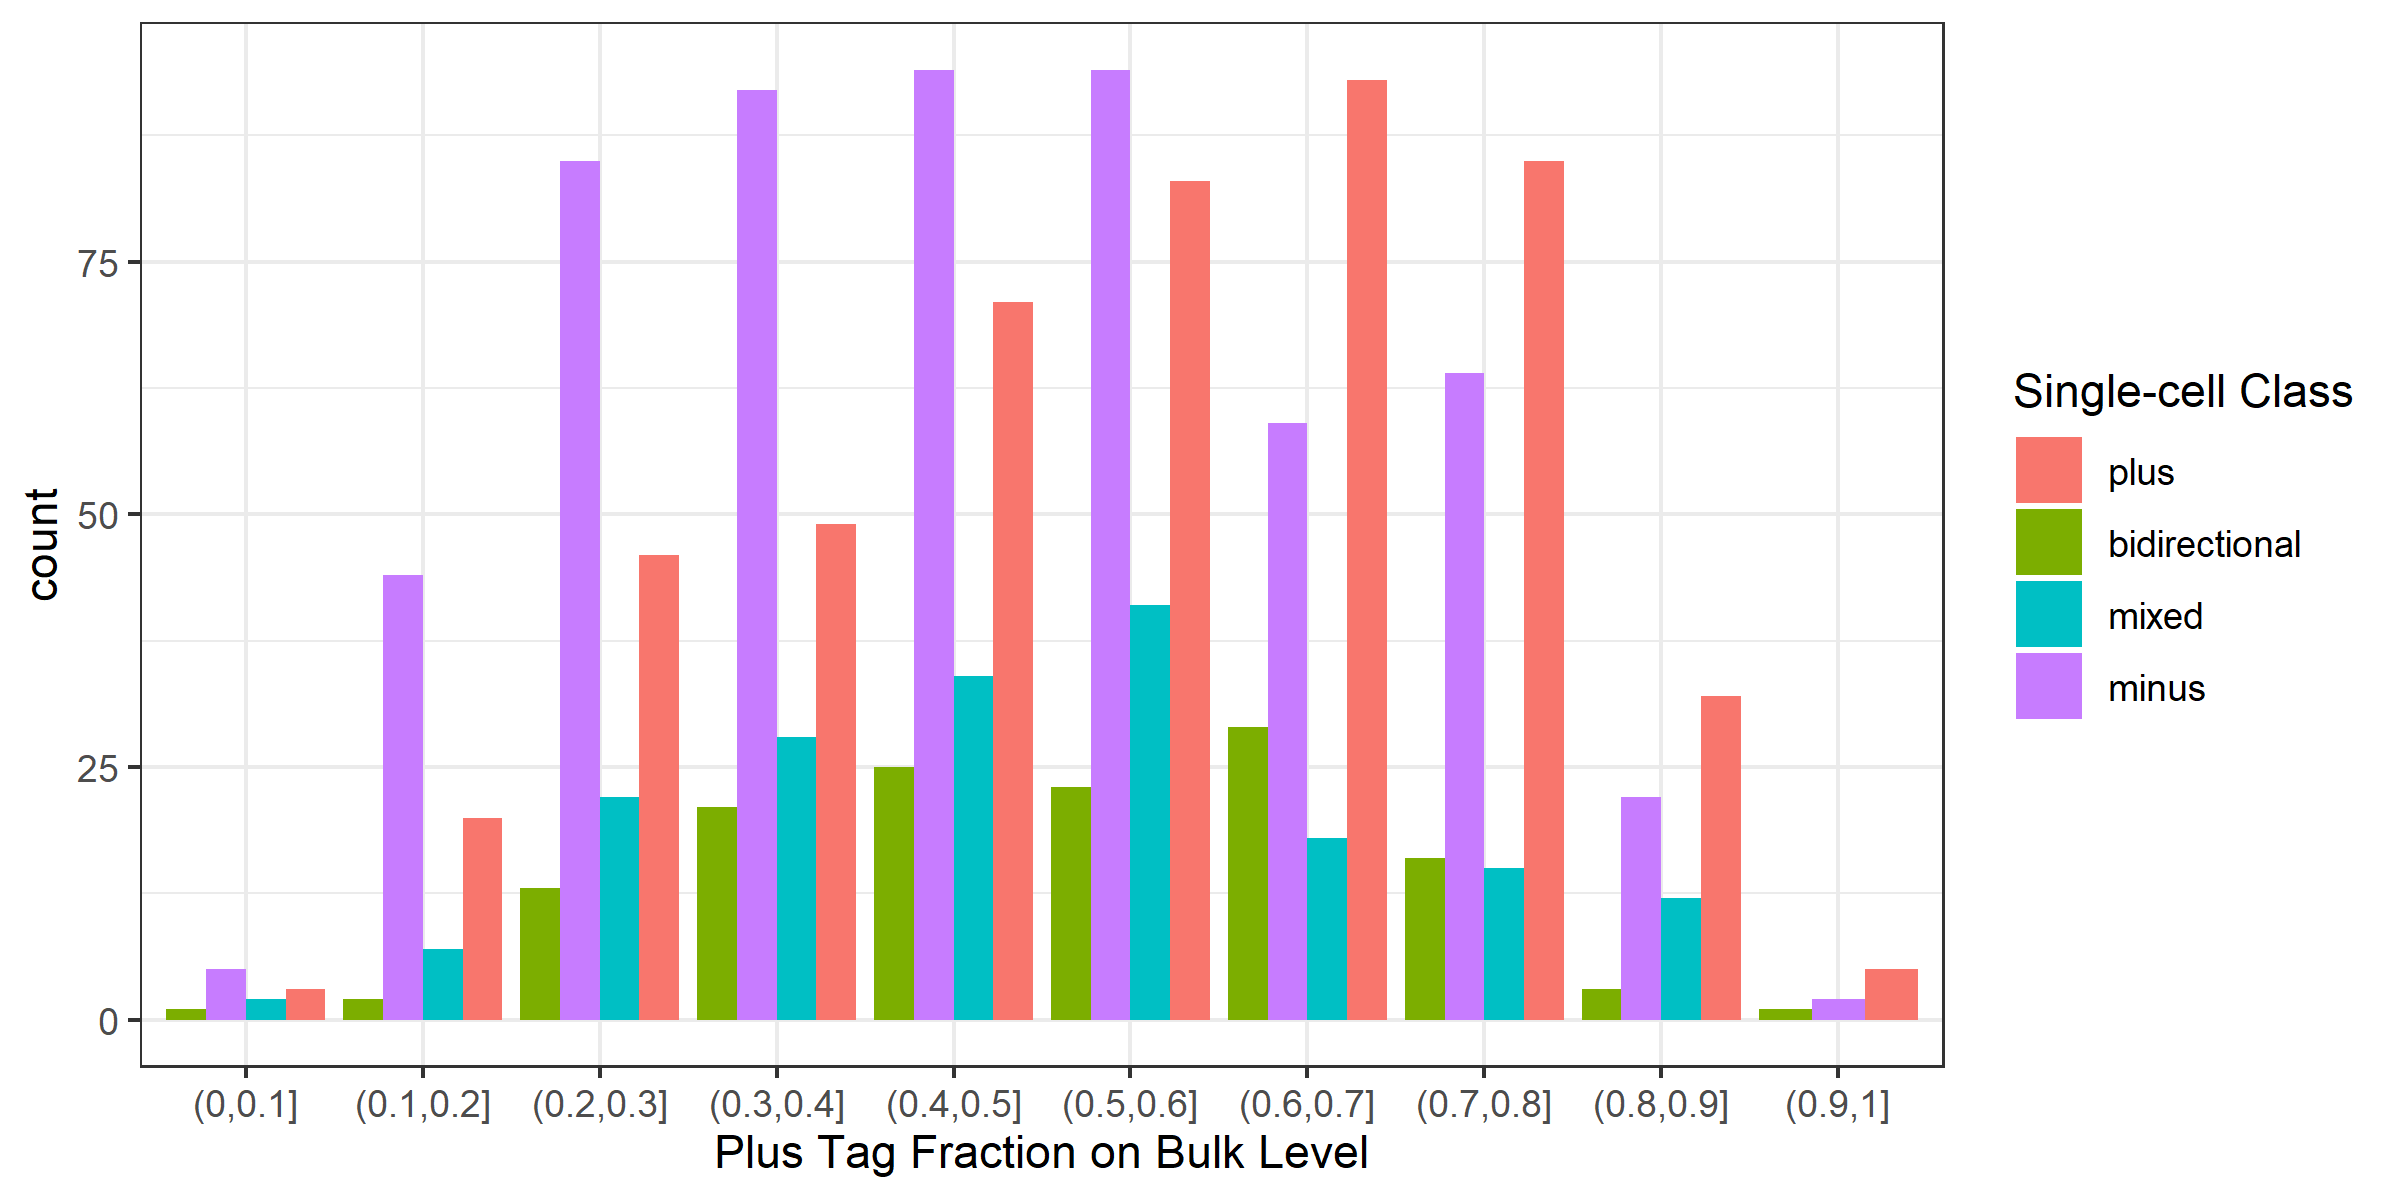 75
50
25
0
count
(0,0.1]
(0.1,0.2]
(0.2,0.3]
(0.3,0.4]
(0.4,0.5]
(0.5,0.6]
(0.6,0.7]
(0.7,0.8]
(0.8,0.9]
(0.9,1]
Plus Tag Fraction on Bulk Level
Single-cell Class
plus
bidirectional
mixed
minus